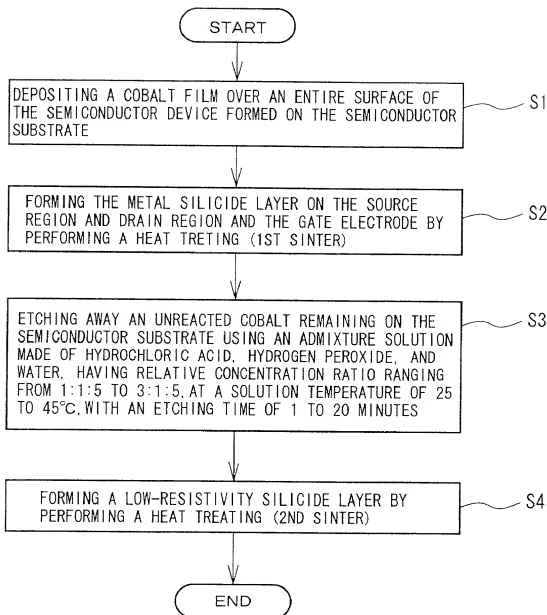 START
DEPOSITING A COBALT FILM OVER AN ENTIRE SURFACE OF
THE SEMICONDUCTOR DEVICE FORMED ON THE SEMICONDUCTOR
SUBSTRATE
S1
FORMING THE METAL SILICIDE LAYER ON THE SOURCE
REGION AND DRAIN REGION AND THE GATE ELECTRODE BY
PERFORMING A HEAT TRETING (1ST SINTER)
S2
ETCHING AWAY AN UNREACTED COBALT REMAINING ON THE
SEMICONDUCTOR SUBSTRATE USING AN ADMIXTURE SOLUTION
MADE OF HYDROCHLORIC ACID, HYDROGEN PEROXIDE, AND
WATER, HAVING RELATIVE CONCENTRATION RATIO RANGING
FROM 1:1:5 TO 3:1:5, AT A SOLUTION TEMPERATURE OF 25
TO 45°C, WITH AN ETCHING TIME OF 1 TO 20 MINUTES
S3
FORMING A LOW-RESISTIVITY SILICIDE LAYER BY
PERFORMING A HEAT TREATING (2ND SINTER)
S4
END